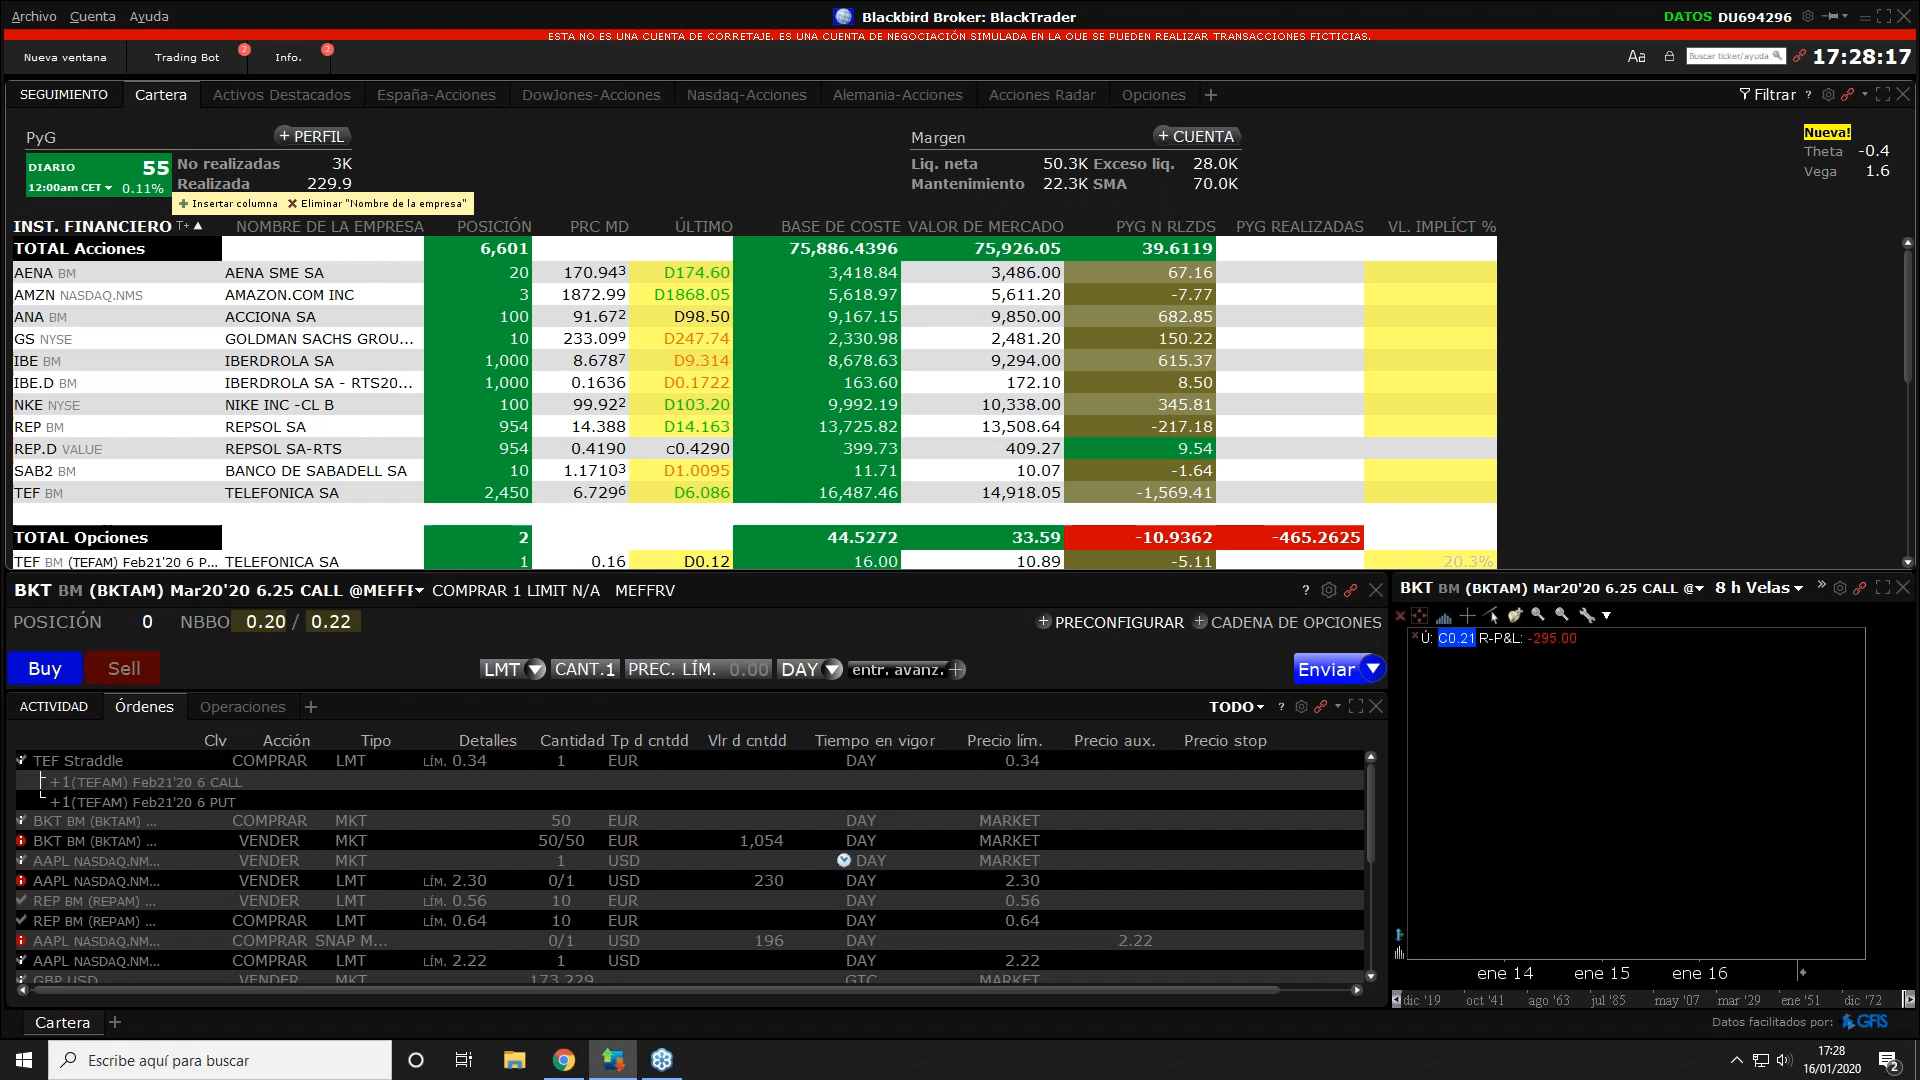 Archivo Cuenta Ayuda
Blackbird Broker: BlackTrader
DATOS DU694296
ESTA NO ES UNA CUENTA DE CORRETAJE. ES UNA CUENTA DE NEGOCIACIÓN SIMULADA EN LA QUE SE PUEDEN REALIZAR TRANSACCIONES FICTICIAS.
Nueva ventana Trading Bot 2 Info. 2
Aa Buscar ticker/ayuda 17:28:17
SEGUIMIENTO Cartera Activos Destacados España-Acciones DowJones-Acciones Nasdaq-Acciones Alemania-Acciones Acciones Radar Opciones +
Filtrar ?
PyG + PERFIL Margen + CUENTA Nueva!
DIARIO 55 No realizadas 3K Liq. neta 50.3K Exceso liq. 28.0K Theta -0.4
12:00am CET 0.11% Realizada 229.9 Mantenimiento 22.3K SMA 70.0K Vega 1.6
Insertar columna Eliminar "Nombre de la empresa"
INST. FINANCIERO T+ NOMBRE DE LA EMPRESA POSICIÓN PRC MD ÚLTIMO BASE DE COSTE VALOR DE MERCADO PYG N RLZDS PYG REALIZADAS VL. IMPLÍCT %
TOTAL Acciones 6,601 75,886.4396 75,926.05 39.6119
AENA BM AENA SME SA 20 170.943 D174.60 3,418.84 3,486.00 67.16
AMZN NASDAQ.NMS AMAZON.COM INC 3 1872.99 D1868.05 5,618.97 5,611.20 -7.77
ANA BM ACCIONA SA 100 91.672 D98.50 9,167.15 9,850.00 682.85
GS NYSE GOLDMAN SACHS GROU... 10 233.099 D247.74 2,330.98 2,481.20 150.22
IBE BM IBERDROLA SA 1,000 8.6787 D9.314 8,678.63 9,294.00 615.37
IBE.D BM IBERDROLA SA - RTS20... 1,000 0.1636 D0.1722 163.60 172.10 8.50
NKE NYSE NIKE INC -CL B 100 99.922 D103.20 9,992.19 10,338.00 345.81
REP BM REPSOL SA 954 14.388 D14.163 13,725.82 13,508.64 -217.18
REP.D VALUE REPSOL SA-RTS 954 0.4190 c0.4290 399.73 409.27 9.54
SAB2 BM BANCO DE SABADELL SA 10 1.17103 D1.0095 11.71 10.07 -1.64
TEF BM TELEFONICA SA 2,450 6.7296 D6.086 16,487.46 14,918.05 -1,569.41
TOTAL Opciones 2 44.5272 33.59 -10.9362 -465.2625
TEF BM (TEFAM) Feb21'20 6 P... TELEFONICA SA 1 0.16 D0.12 16.00 10.89 -5.11 20.3%
BKT BM (BKTAM) Mar20'20 6.25 CALL @MEFFI COMPRAR 1 LIMIT N/A MEFFRV ?
POSICIÓN 0 NBBO 0.20 / 0.22 + PRECONFIGURAR + CADENA DE OPCIONES
Buy Sell LMT CANT.1 PREC. LÍM. 0.00 DAY entr. avanz. + Enviar
ACTIVIDAD Órdenes Operaciones + TODO ?
Clv Acción Tipo Detalles Cantidad Tp d cntdd Vlr d cntdd Tiempo en vigor Precio lím. Precio aux. Precio stop
TEF Straddle COMPRAR LMT LÍM. 0.34 1 EUR DAY 0.34
+1(TEFAM) Feb21'20 6 CALL
+1(TEFAM) Feb21'20 6 PUT
BKT BM (BKTAM) ... COMPRAR MKT 50 EUR DAY MARKET
BKT BM (BKTAM) ... VENDER MKT 50/50 EUR 1,054 DAY MARKET
AAPL NASDAQ.NM... VENDER MKT 1 USD DAY MARKET
AAPL NASDAQ.NM... VENDER LMT LÍM. 2.30 0/1 USD 230 DAY 2.30
REP BM (REPAM) ... VENDER LMT LÍM. 0.56 10 EUR DAY 0.56
REP BM (REPAM) ... COMPRAR LMT LÍM. 0.64 10 EUR DAY 0.64
AAPL NASDAQ.NM... COMPRAR SNAP M... 0/1 USD 196 DAY 2.22
AAPL NASDAQ.NM... COMPRAR LMT LÍM. 2.22 1 USD DAY 2.22
GBP.USD VENDER MKT 173,229 GTC MARKET
BKT BM (BKTAM) Mar20'20 6.25 CALL @ 8 h Velas
Ú: C0.21 R-P&L: -295.00
ene 14 ene 15 ene 16
dic '19 oct '41 ago '63 jul '85 may '07 mar '29 ene '51 dic '72
Cartera +
Datos facilitados por: GFIS
Escribe aquí para buscar
17:28
16/01/2020
2